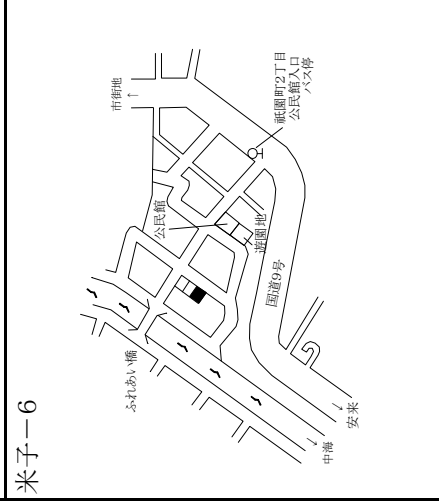 米子－6
市街地
↑
祇園町2丁目
公民館入口
バス停
公民館
遊園地
国道9号
ふれあい橋
↓
安来
↓
中海